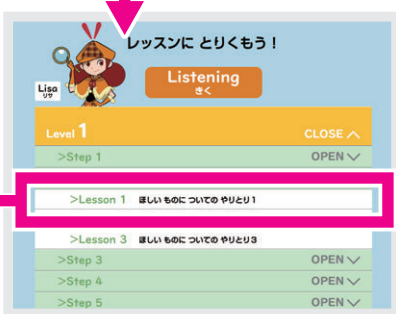 レッスンに とりくもう！
Lisa
リサ
Listening
きく
Level 1 CLOSE
>Step 1 OPEN
>Lesson 1 ほしい ものに ついての やりとり1
>Lesson 3 ほしい ものに ついての やりとり3
>Step 3 OPEN
>Step 4 OPEN
>Step 5 OPEN